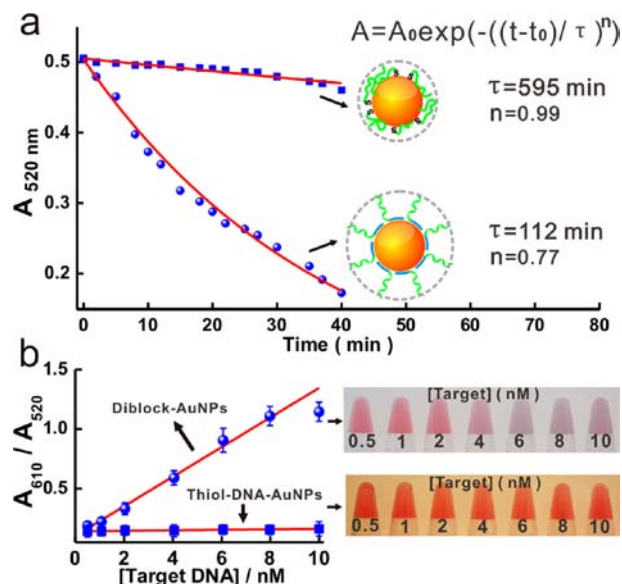 a
A=A₀exp(-((t-t₀)/ τ)ⁿ)
A 520 nm
0.5
0.4
0.3
0.2
S S S S S
τ=595 min
n=0.99
τ=112 min
n=0.77
0 10 20 30 40 50 60 70 80
Time ( min )
b
A610 / A520
1.5
1.0
0.5
Diblock-AuNPs
Thiol-DNA-AuNPs
0 2 4 6 8 10
[Target DNA] / nM
[Target] ( nM )
0.5 1 2 4 6 8 10
[Target] ( nM )
0.5 1 2 4 6 8 10